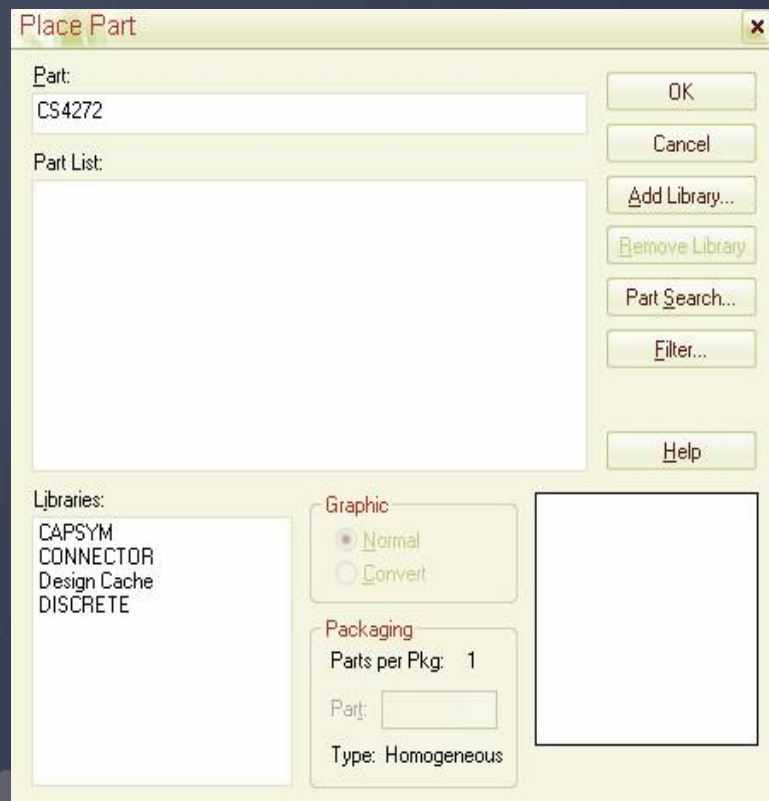 Place Part
Part:
CS4272
Part List:
OK
Cancel
Add Library...
Remove Library
Part Search...
Filter...
Help
Libraries:
CAPSYM
CONNECTOR
Design Cache
DISCRETE
Graphic
Normal
Convert
Packaging
Parts per Pkg: 1
Part:
Type: Homogeneous